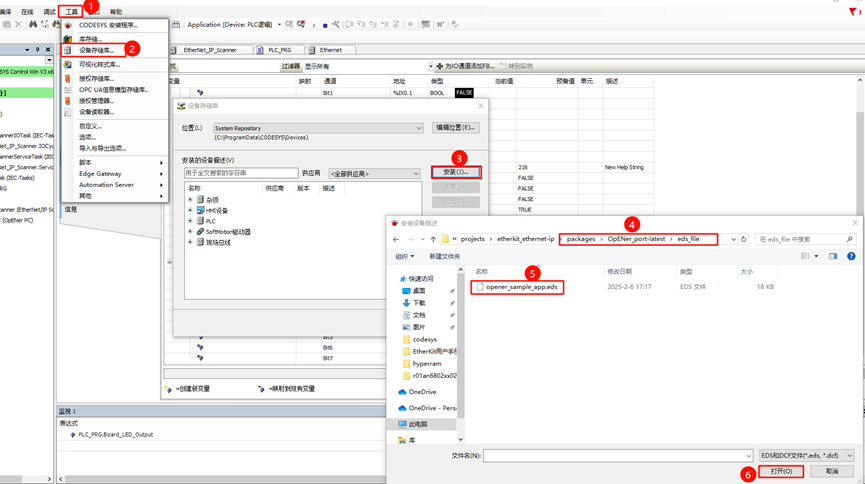 编译 在线 调试 工具 帮助
1
Application [Device: PLC逻辑]
CODESYS 安装程序...
库存储...
设备存储库...
2
可视化样式库...
授权存储库...
OPC UA信息模型存储库...
授权管理器...
设备读取器...
自定义...
选项...
导入与导出选项...
脚本
Edge Gateway
Automation Server
其他
信息
SYS Control Win V3 x6
行]
annerIOTask (IEC-Task
et_IP_Scanner.IOCycl
et_IP_Scanner.Service
EC-Tasks)
RG
anner (EtherNet/IP Sc
(OpENer PC)
EtherNet_IP_Scanner
PLC_PRG
Ethernet
找
过滤器 显示所有
为IO通道添加FB...
转到实例
变量 映射 通道 地址 类型 当前值 预备值 单元 描述
Bit1 %IX0.1 BOOL FALSE
216 New Help String
FALSE
FALSE
FALSE
TRUE
设备存储库
位置(L) System Repository 编辑位置(E)...
(C:\ProgramData\CODESYS\Devices)
3
安装的设备描述(V)
用于全文搜索的字符串 供应商 <全部供应商> 安装(I)...
名称 供应商 版本 描述
杂项
HMI设备
PLC
SoftMotion驱动器
现场总线
Bit5
Bit6
Bit7
=创建新变量 =映射到现有变量
监视 1
表达式
PLC_PRG.Board_LED_Output
安装设备描述
4
« projects › etherkit_ethernet-ip › packages › OpENer_port-latest › eds_file
在 eds_file 中搜索
组织 新建文件夹
5
名称 修改日期 类型 大小
opener_sample_app.eds 2025-2-6 17:17 EDS 文件 18 KB
快速访问
桌面
下载
文档
图片
codesys
EtherKit用户手册
hyperram
r01an6802xx02
OneDrive
OneDrive - Perso
此电脑
库
文件名(N): EDS和DCF文件(*.eds, *.dcf)
6
打开(O) 取消